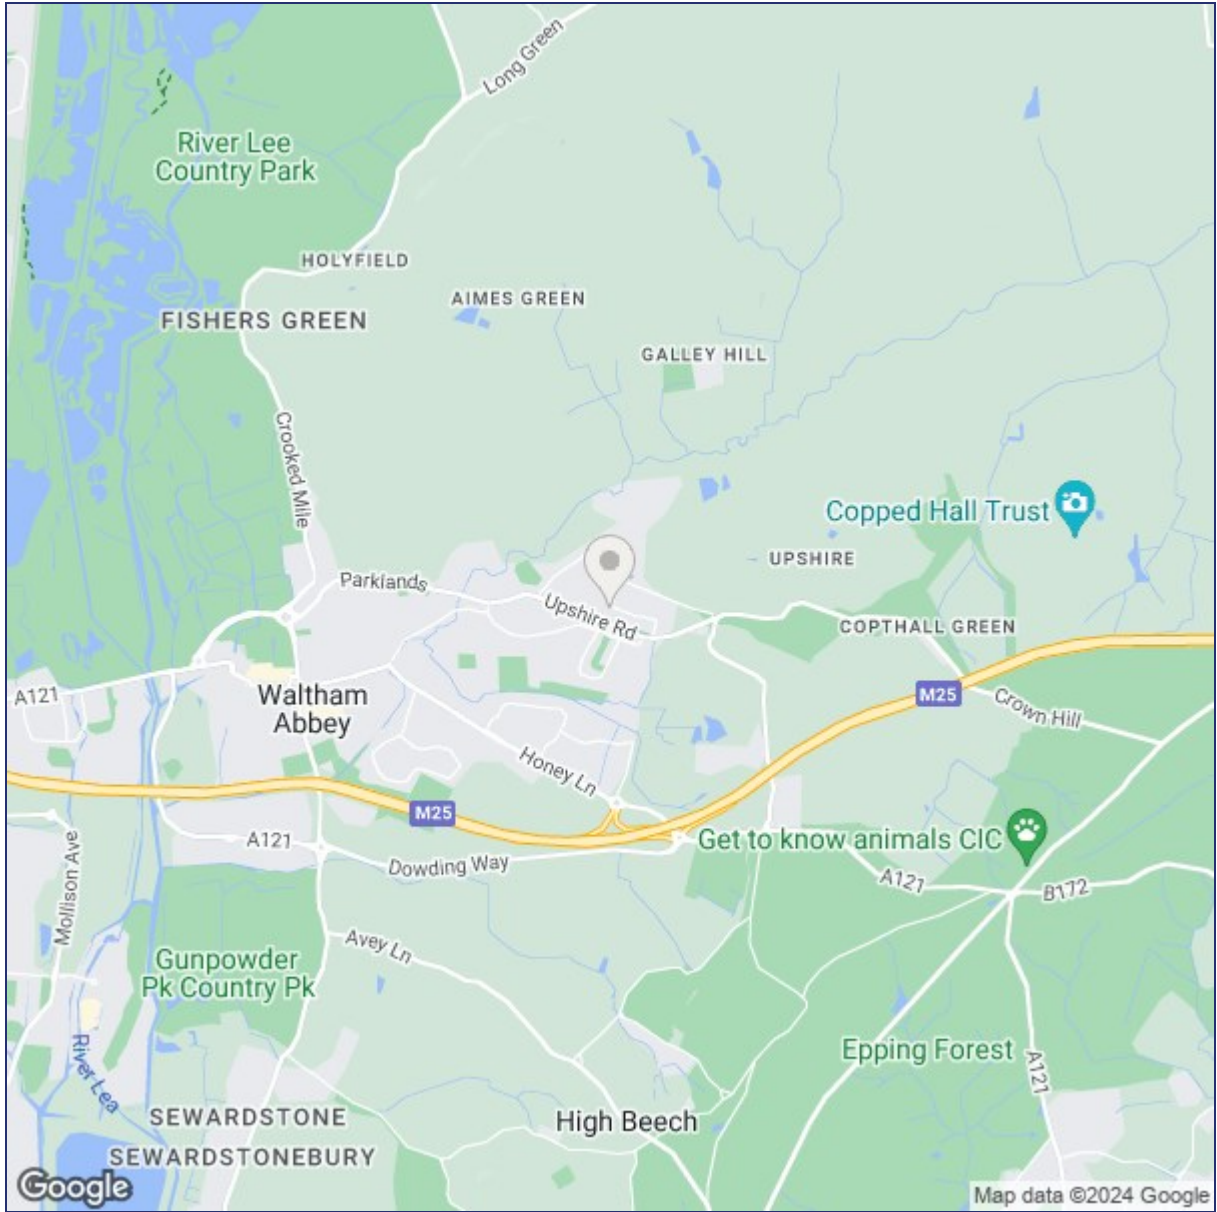 Long Green
River Lee
Country Park
HOLYFIELD
AIMES GREEN
FISHERS GREEN
GALLEY HILL
Crooked Mile
Copped Hall Trust
UPSHIRE
Parklands
Upshire Rd
COPTHALL GREEN
A121
Waltham
Abbey
M25
Crown Hill
Honey Ln
M25
A121
Get to know animals CIC
Mollison Ave
Dowding Way
A121
B172
Avey Ln
Gunpowder
Pk Country Pk
River Lea
Epping Forest
A121
SEWARDSTONE
High Beech
SEWARDSTONEBURY
Google
Map data ©2024 Google